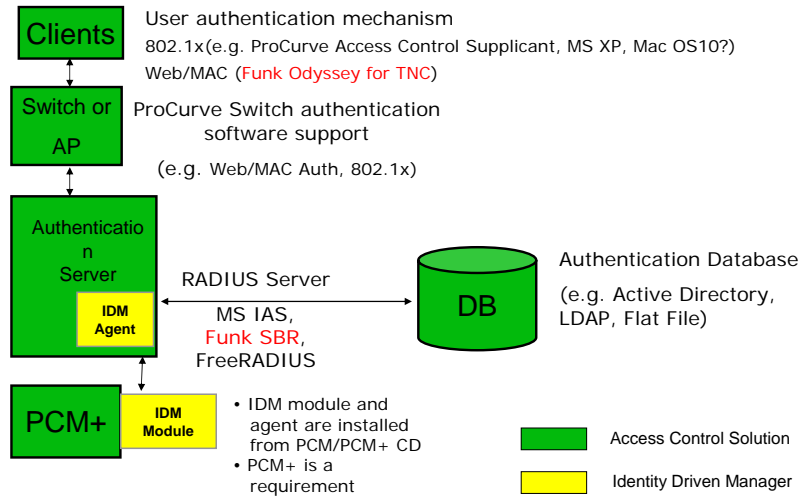 Clients
User authentication mechanism
802.1x(e.g. ProCurve Access Control Supplicant, MS XP, Mac OS10?)
Web/MAC (Funk Odyssey for TNC)
Switch or
AP
ProCurve Switch authentication
software support
(e.g. Web/MAC Auth, 802.1x)
Authenticatio
n
Server
IDM
Agent
RADIUS Server
MS IAS,
Funk SBR,
FreeRADIUS
DB
Authentication Database
(e.g. Active Directory,
LDAP, Flat File)
PCM+
IDM
Module
• IDM module and
agent are installed
from PCM/PCM+ CD
• PCM+ is a
requirement
Access Control Solution
Identity Driven Manager